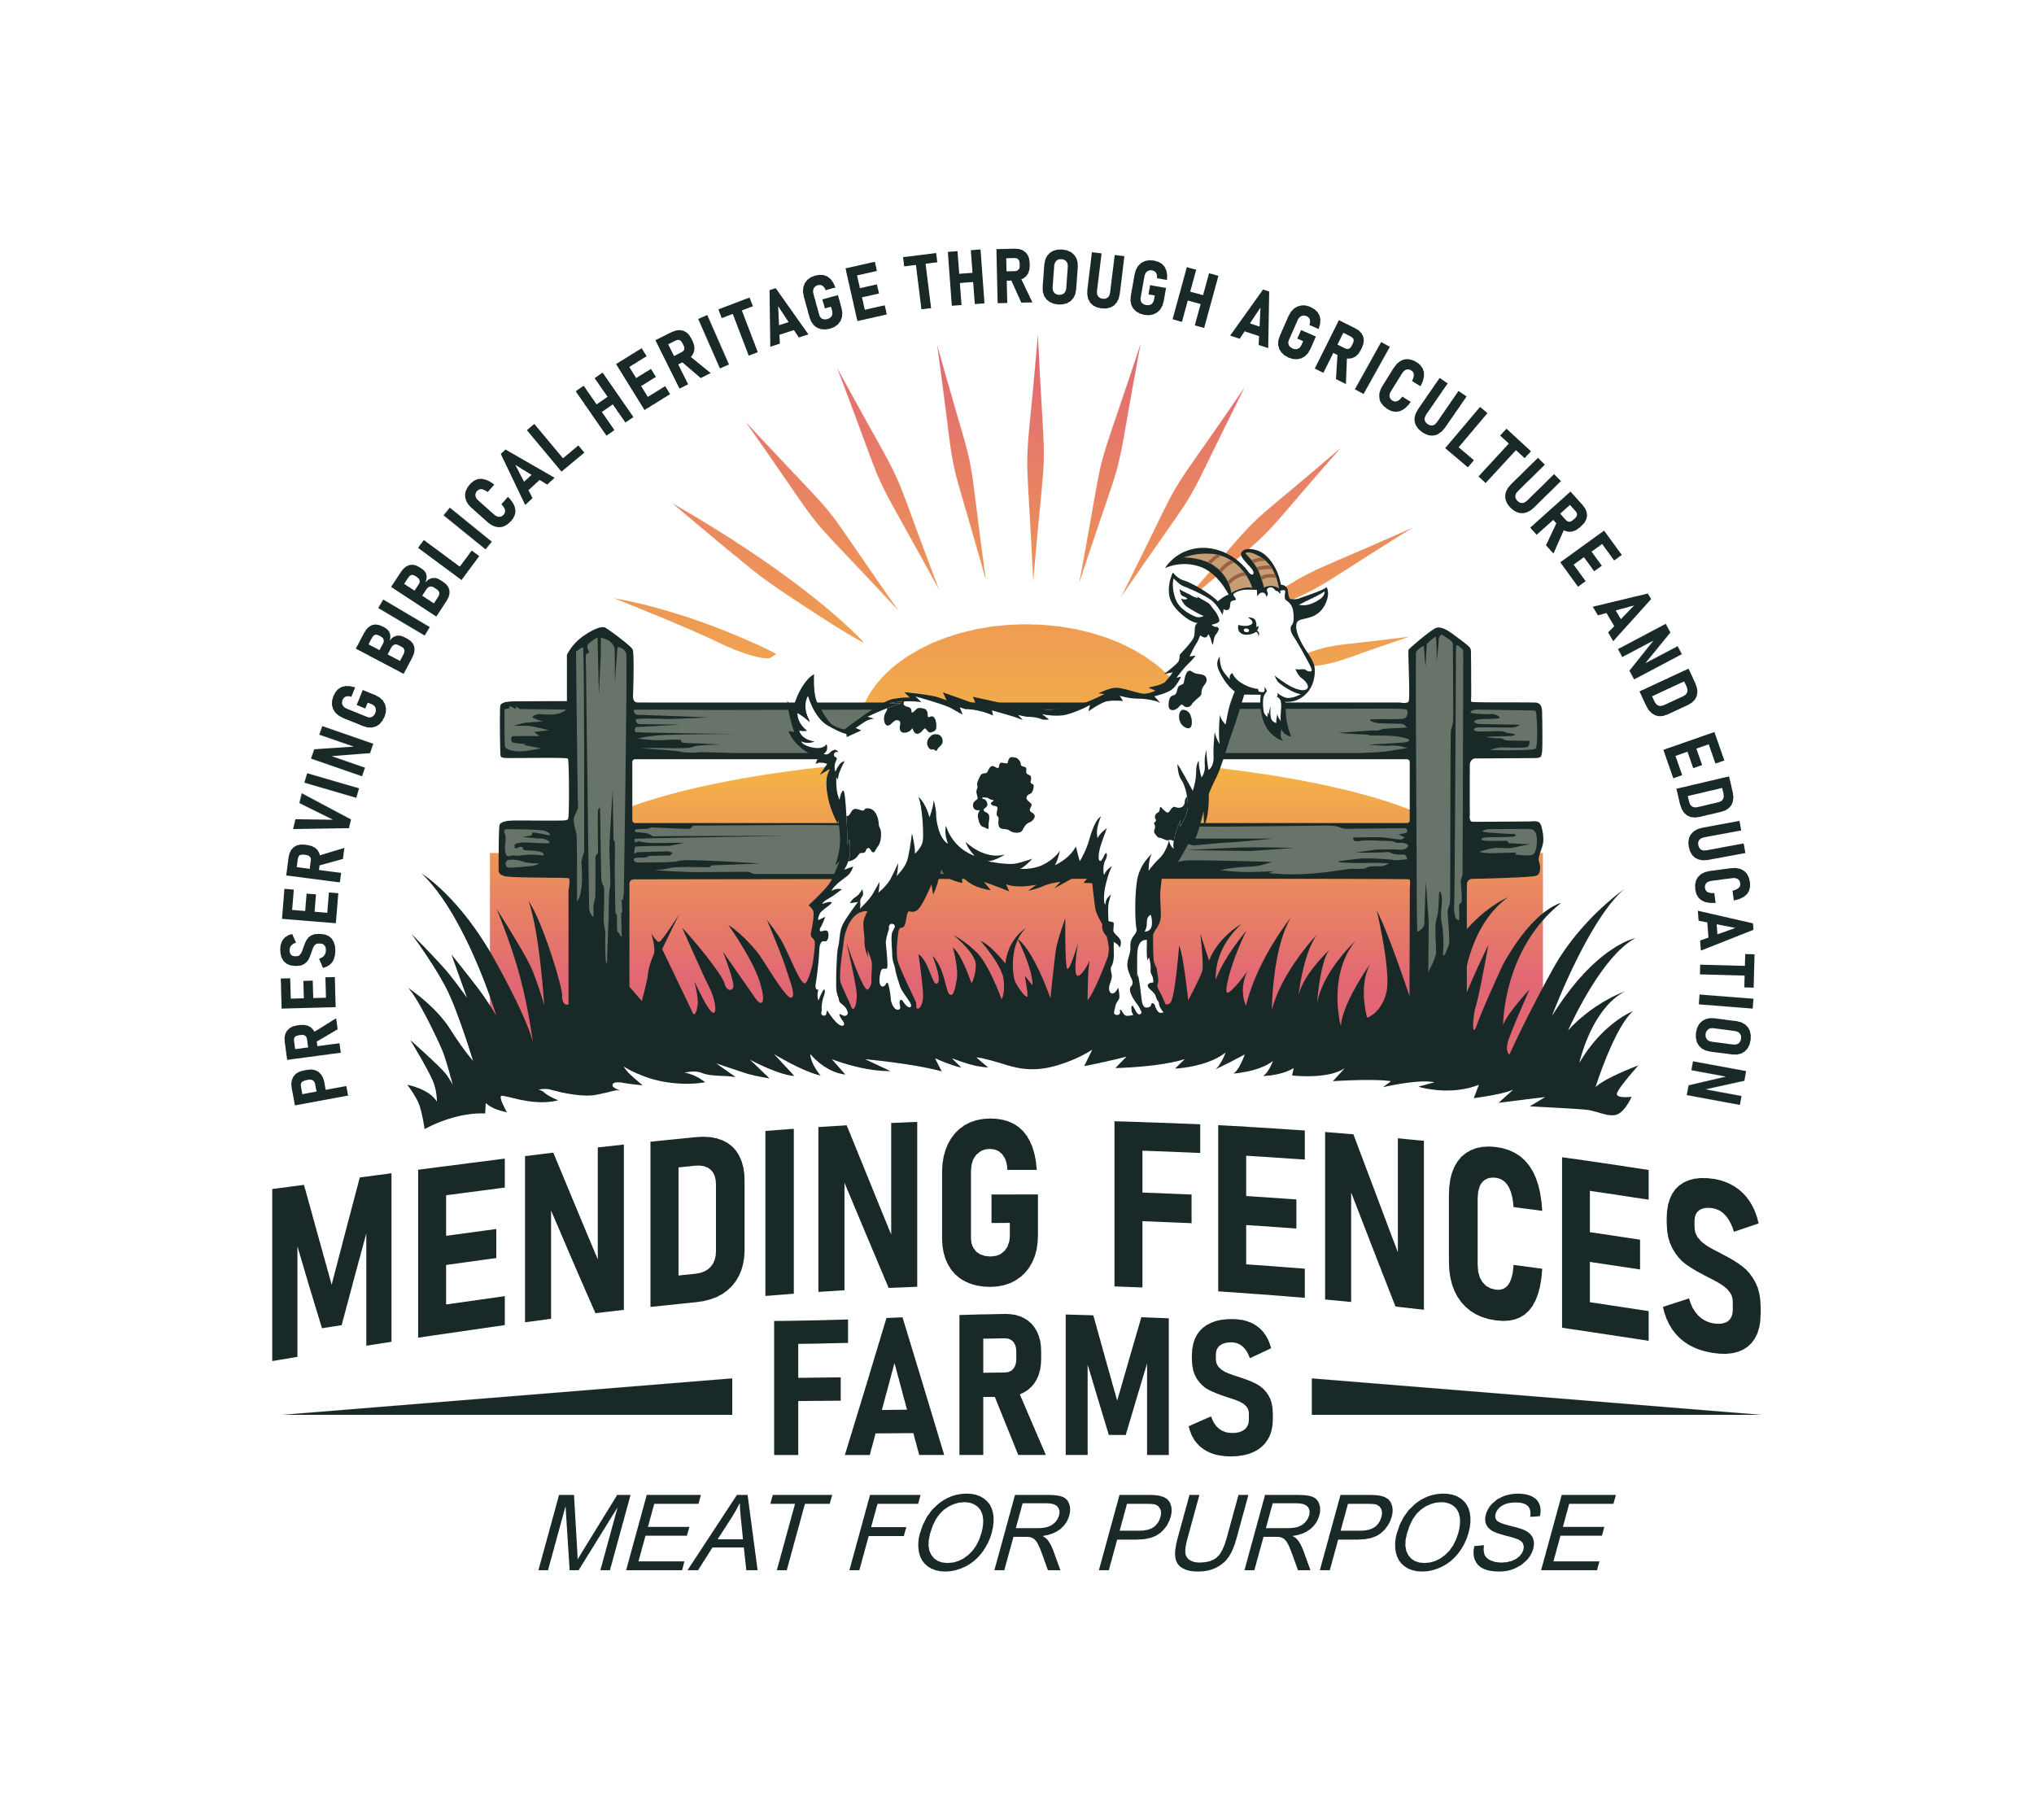 PRESERVING BIBLICAL HERITAGE THROUGH AGRICULTURE AND EDUCATION
MENDING FENCES
FARMS
MEAT FOR PURPOSE